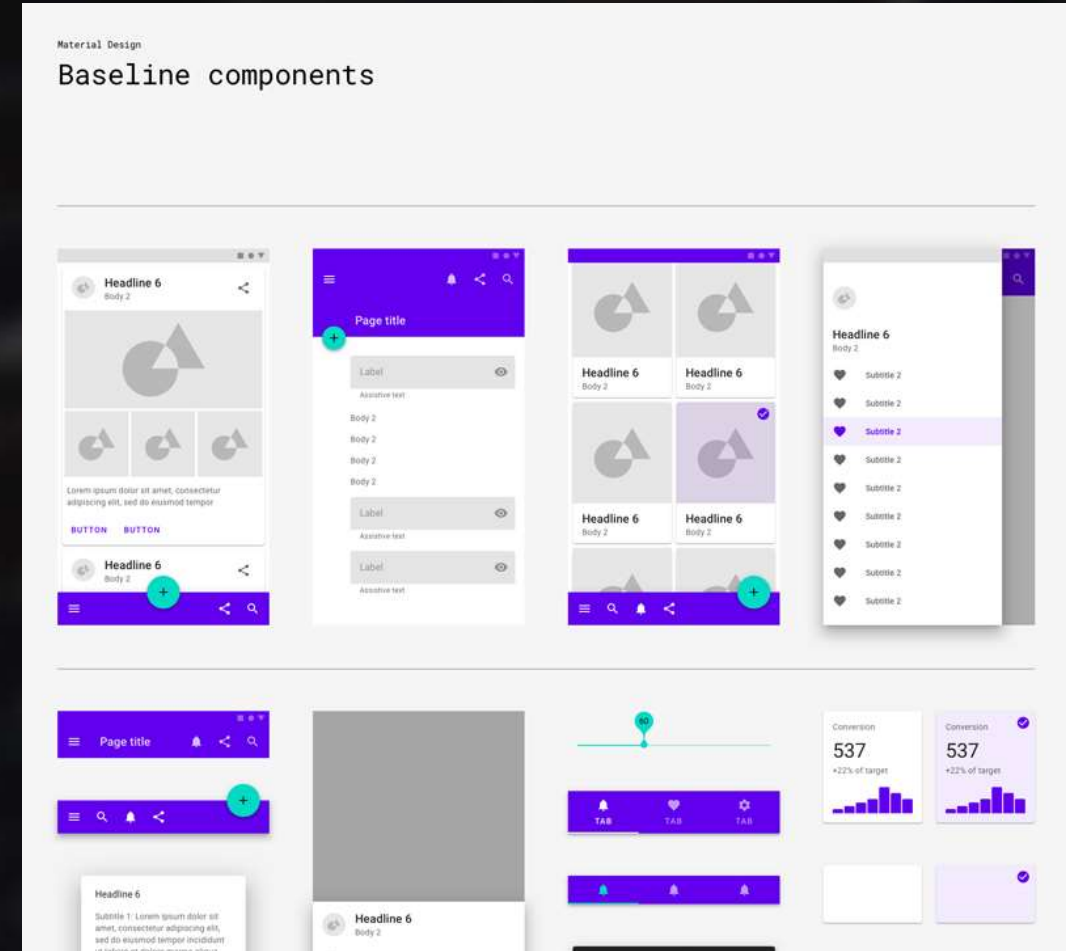 Material Design
Baseline components
Headline 6
Body 2
Lorem ipsum dolor sit amet, consectetur
adipiscing elit, sed do eiusmod tempor
BUTTON BUTTON
Headline 6
Body 2
Page title
Label
Assistive text
Body 2
Body 2
Body 2
Body 2
Label
Assistive text
Label
Assistive text
Headline 6
Body 2
Headline 6
Body 2
Headline 6
Body 2
Headline 6
Body 2
Headline 6
Body 2
Subtitle 2
Subtitle 2
Subtitle 2
Subtitle 2
Subtitle 2
Subtitle 2
Subtitle 2
Subtitle 2
Subtitle 2
Page title
Headline 6
Subtitle 1: Lorem ipsum dolor sit
amet, consectetur adipiscing elit,
sed do eiusmod tempor incididunt
Headline 6
Body 2
60
TAB TAB TAB
Conversion
537
+22% of target
Conversion
537
+22% of target